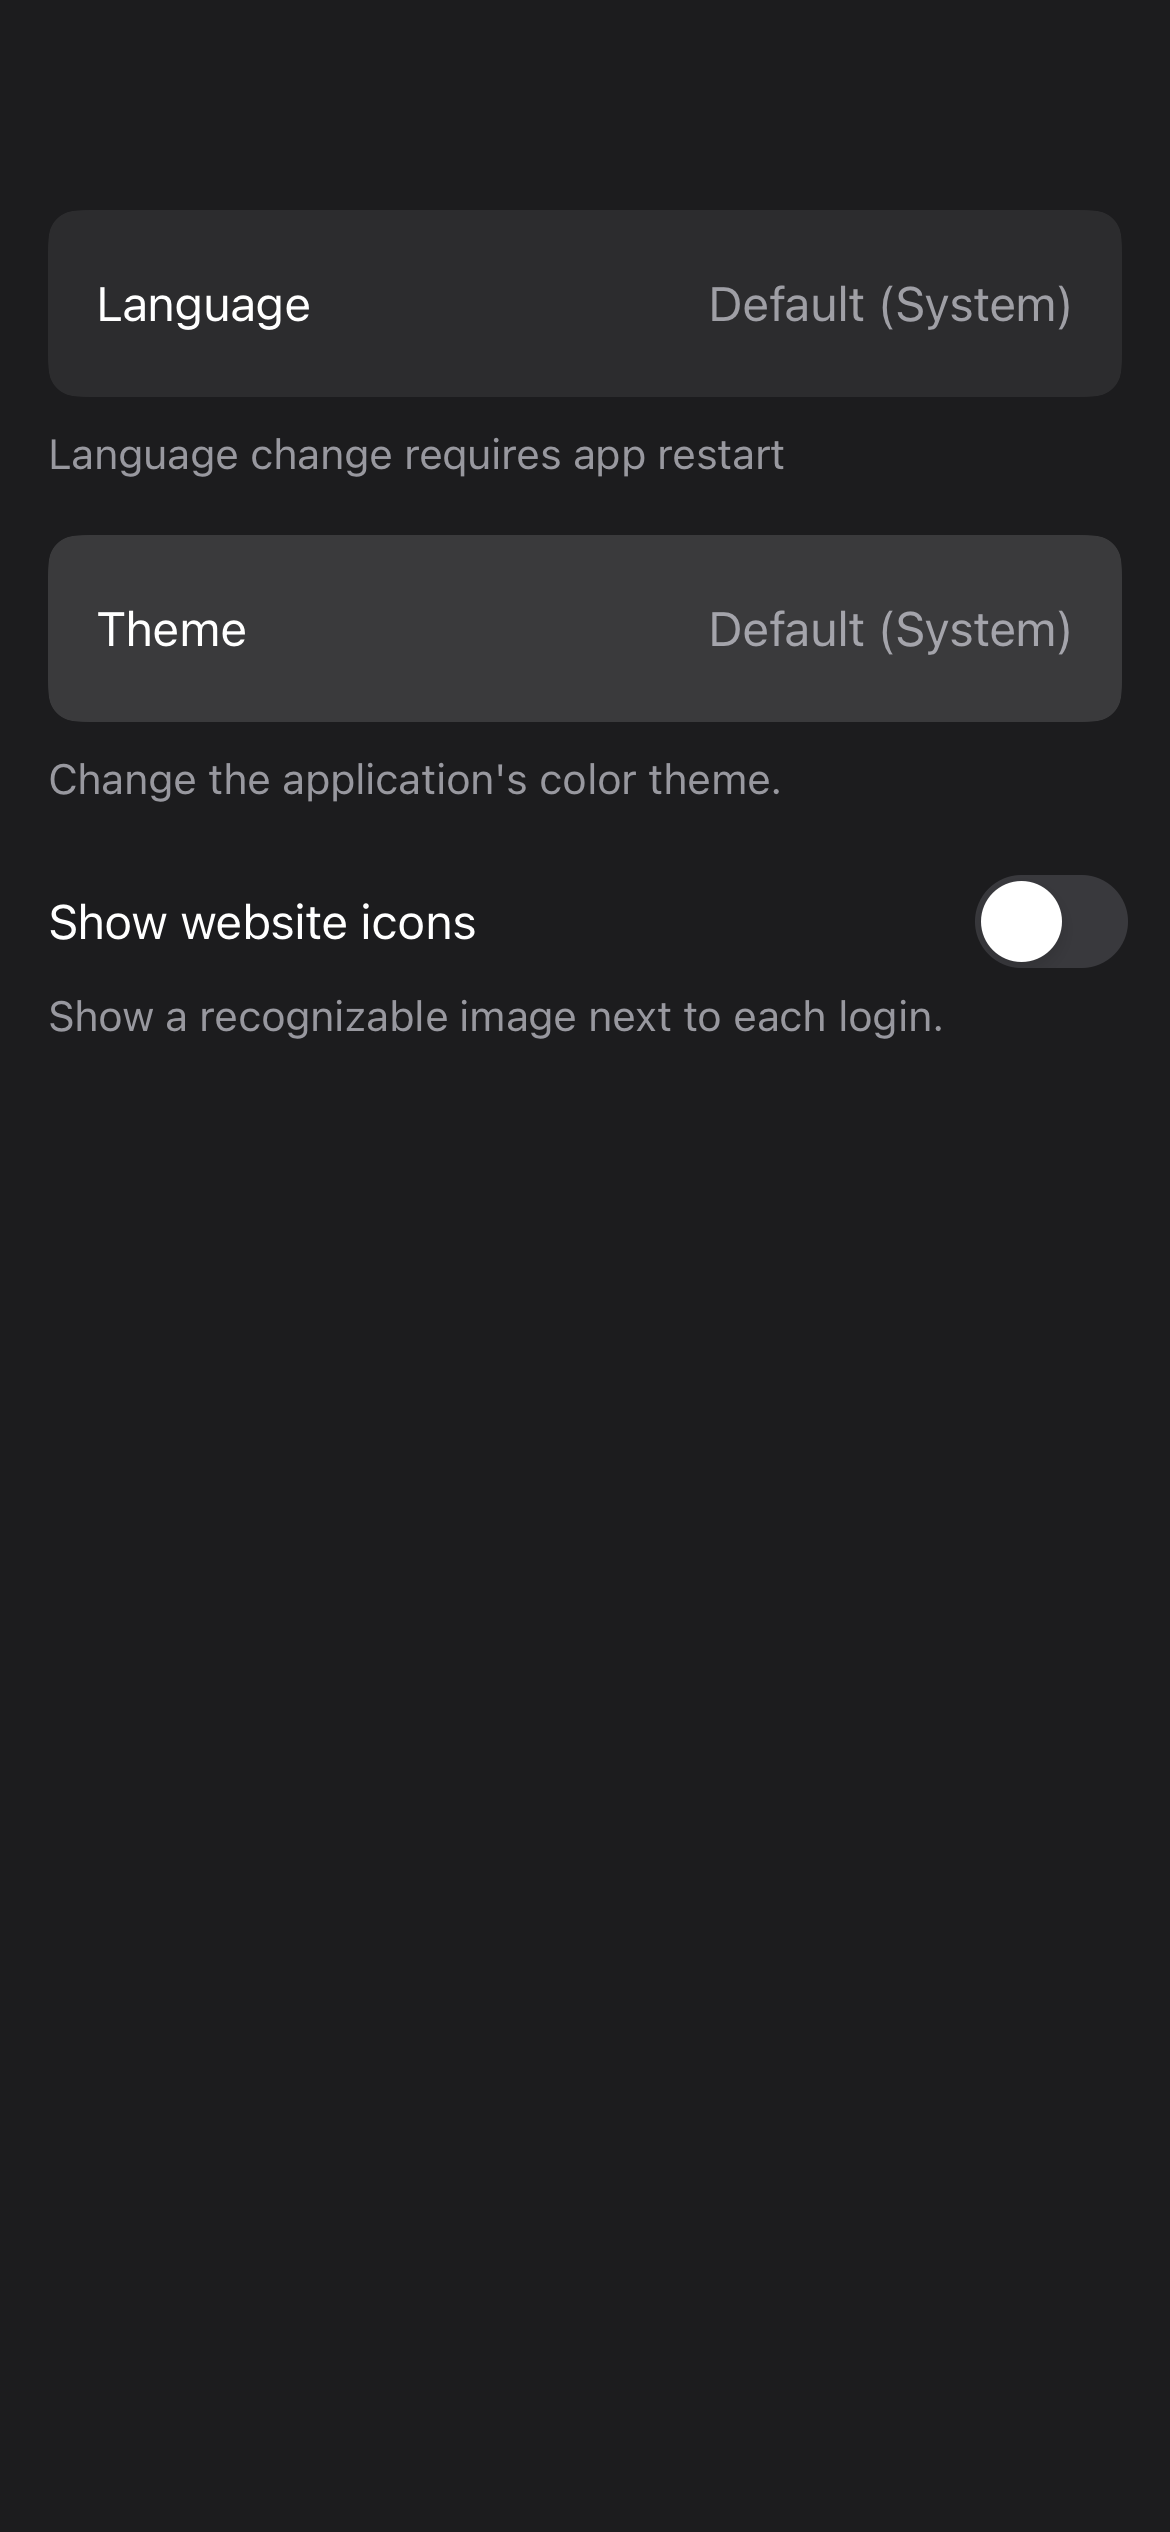 Language Default (System)
Language change requires app restart
Theme Default (System)
Change the application's color theme.
Show website icons
Show a recognizable image next to each login.